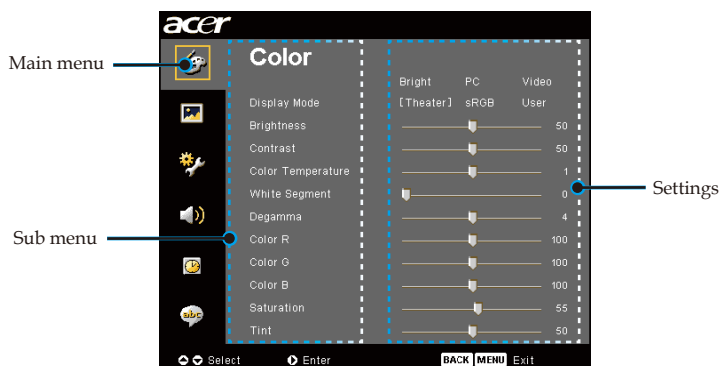 acer
Main menu
Color
Bright PC Video
Display Mode [Theater] sRGB User
Brightness 50
Contrast 50
Color Temperature 1
White Segment 0
Settings
Degamma 4
Sub menu
Color R 100
Color G 100
Color B 100
Saturation 55
abc
Tint 50
Select Enter BACK MENU Exit